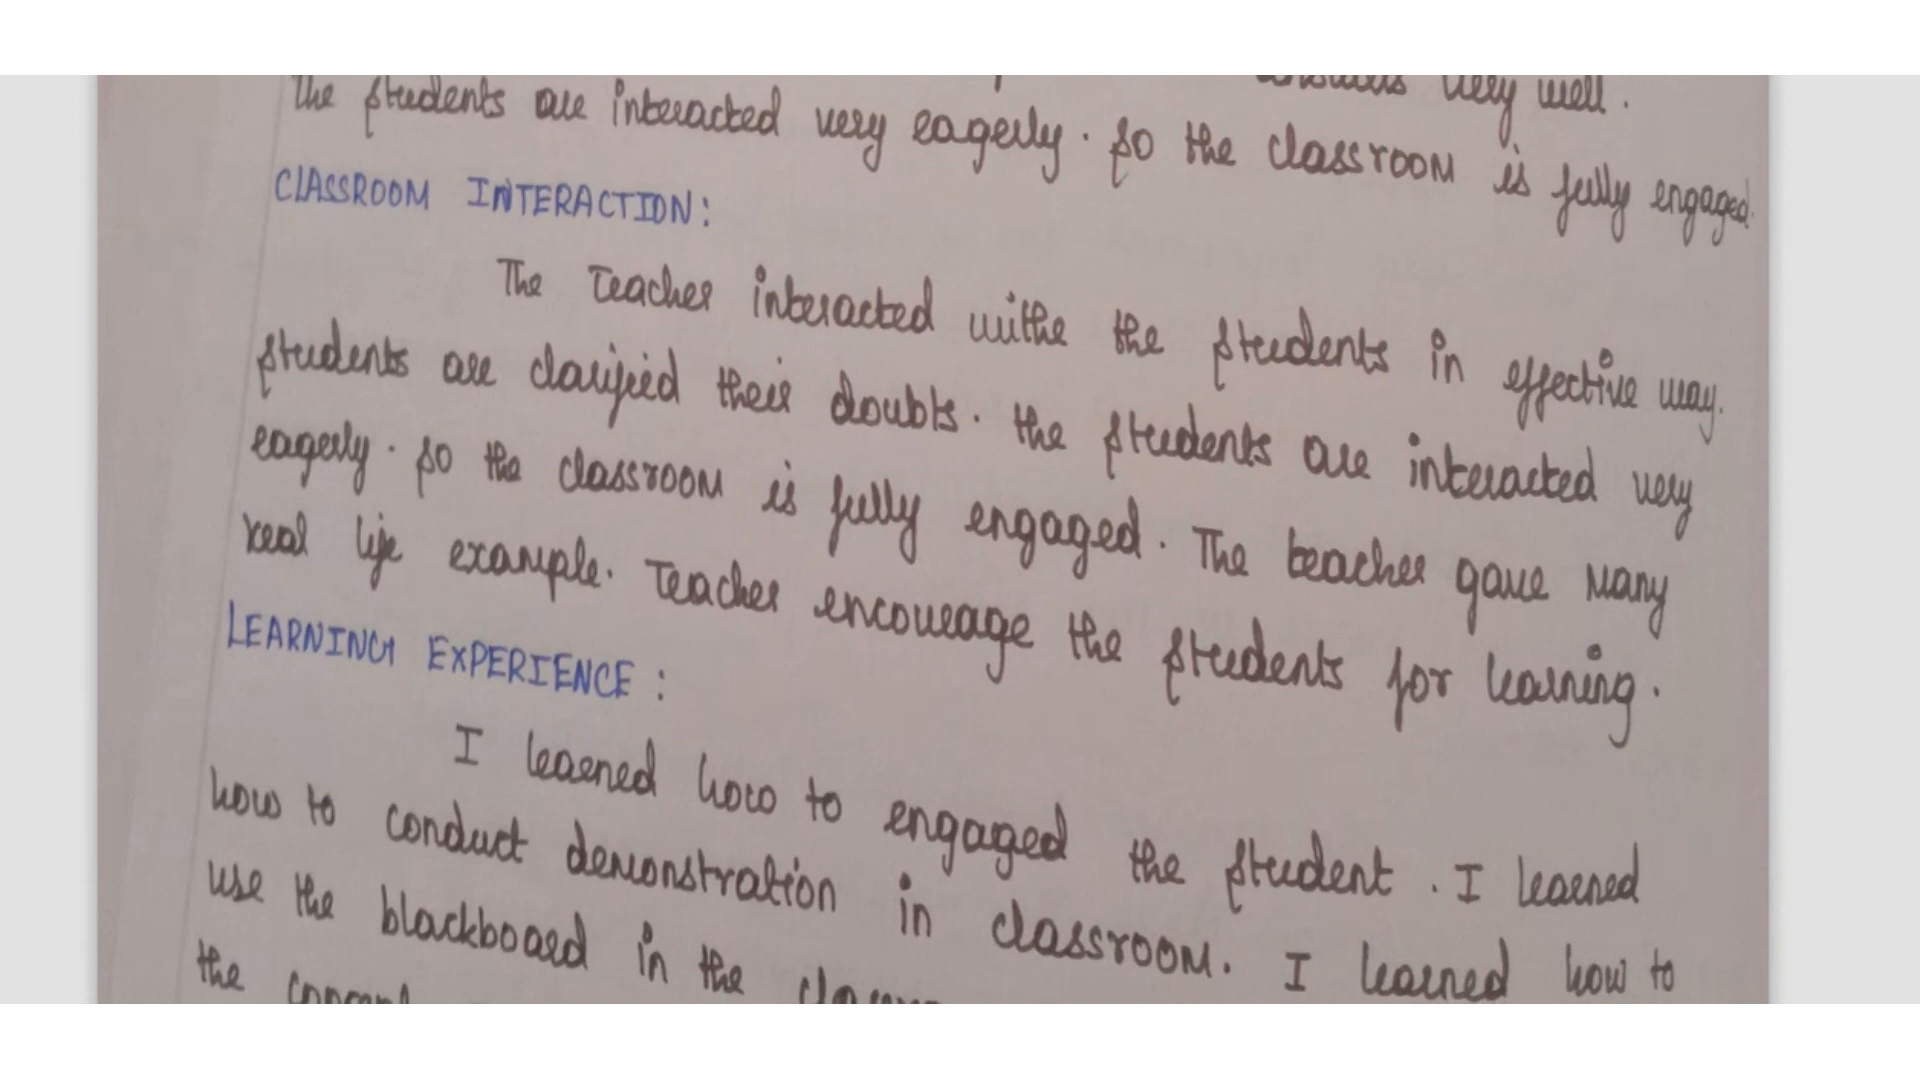 very well.
The students are interacted very eagerly. So the classroom is fully engaged.
CLASSROOM INTERACTION:
The Teacher interacted withe the students in effective way.
students are clarified their doubts. the students are interacted very
eagerly. So the classroom is fully engaged. The teacher gave Many
real life example. Teacher encourage the students for learning.
LEARNING EXPERIENCE :
I learned how to engaged the student. I learned
how to conduct demonstration in classroom. I learned how to
use the blackboard in the
the